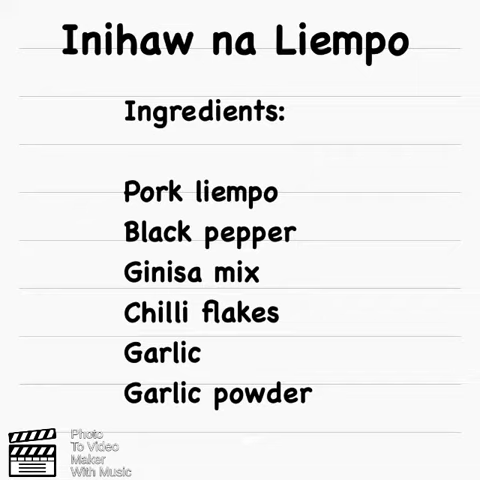 Inihaw na Liempo
Ingredients:
Pork liempo
Black pepper
Ginisa mix
Chilli flakes
Garlic
Garlic powder
Photo
To Video
Maker
With Music